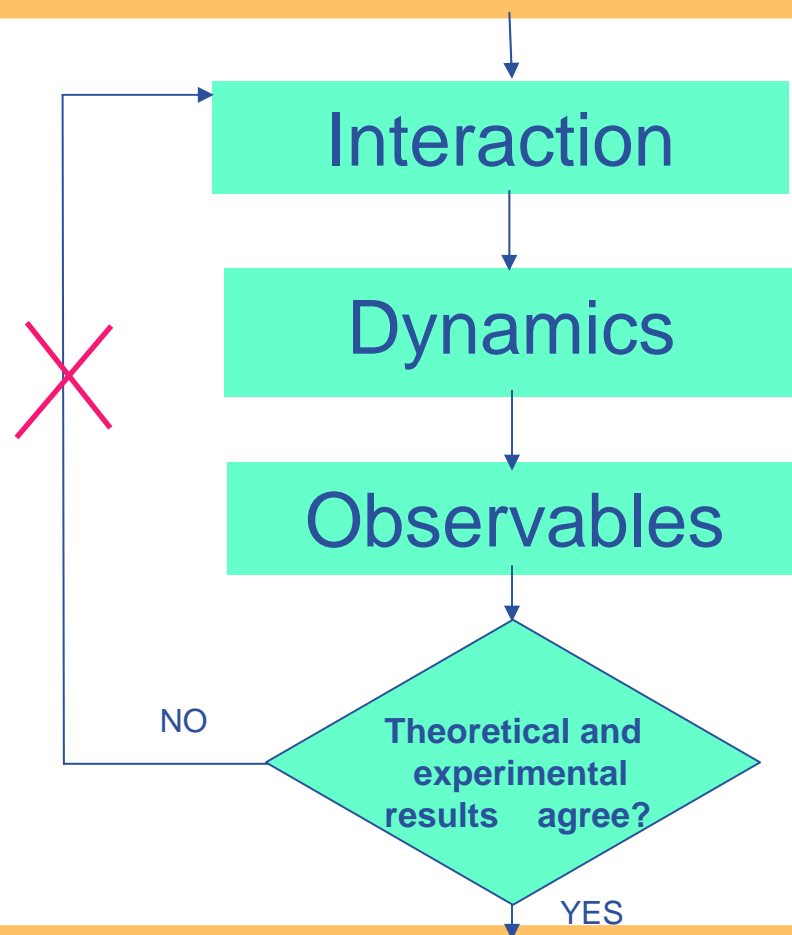 Interaction
Dynamics
Observables
NO
Theoretical and
experimental
results agree?
YES